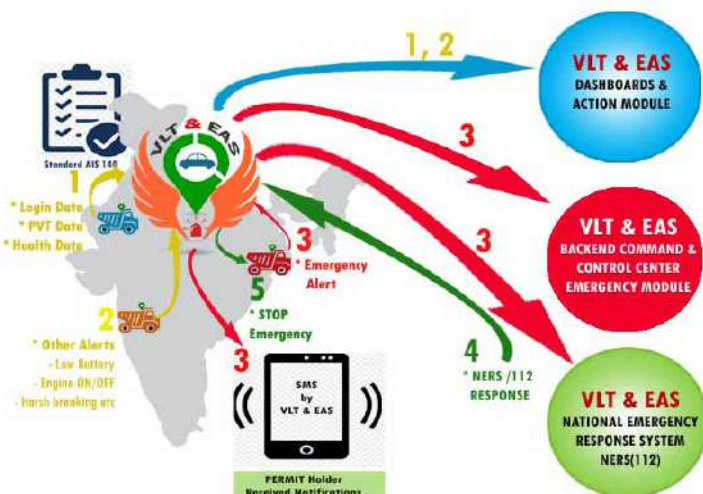 1, 2
VLT & EAS
DASHBOARDS &
ACTION MODULE
VLT & EAS
Standard AIS 140
1
* Login Data
* PVT Data
* Health Data
3
3
VLT & EAS
BACKEND COMMAND &
CONTROL CENTER
EMERGENCY MODULE
3
* Emergency
Alert
2
* Other Alerts
- Low Battery
- Engine ON/OFF
- Harsh breaking etc
5
* STOP
Emergency
4
* NERS /112
RESPONSE
3
SMS
by
VLT & EAS
PERMIT Holder
Received Notifications
VLT & EAS
NATIONAL EMERGENCY
RESPONSE SYSTEM
NERS(112)